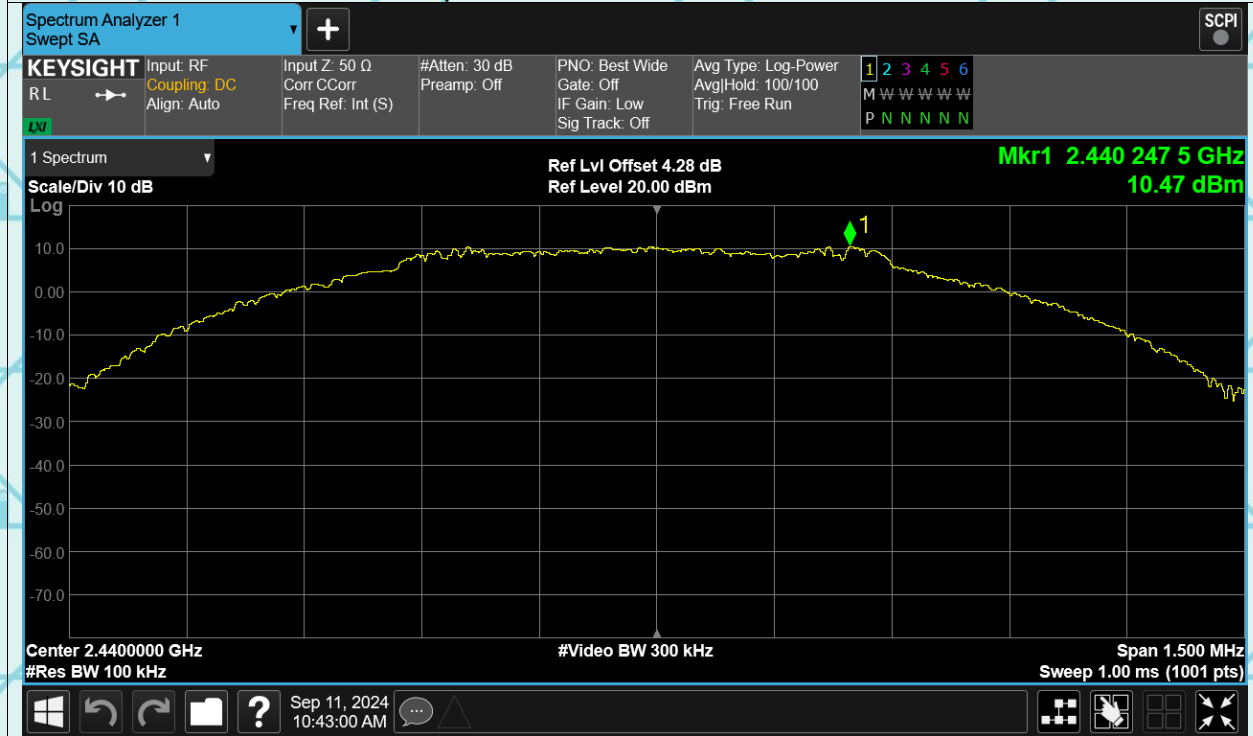 Spectrum Analyzer 1
Swept SA
+
SCPI
KEYSIGHT
R L
LXI
Input: RF
Coupling: DC
Align: Auto
Input Z: 50 Ω
Corr CCorr
Freq Ref: Int (S)
#Atten: 30 dB
Preamp: Off
PNO: Best Wide
Gate: Off
IF Gain: Low
Sig Track: Off
Avg Type: Log-Power
Avg|Hold: 100/100
Trig: Free Run
1 2 3 4 5 6
M W W W W W
P N N N N N
1 Spectrum
Scale/Div 10 dB
Log
Ref Lvl Offset 4.28 dB
Ref Level 20.00 dBm
Mkr1 2.440 247 5 GHz
10.47 dBm
1
10.0
0.00
-10.0
-20.0
-30.0
-40.0
-50.0
-60.0
-70.0
Center 2.4400000 GHz
#Res BW 100 kHz
#Video BW 300 kHz
Span 1.500 MHz
Sweep 1.00 ms (1001 pts)
?
Sep 11, 2024
10:43:00 AM